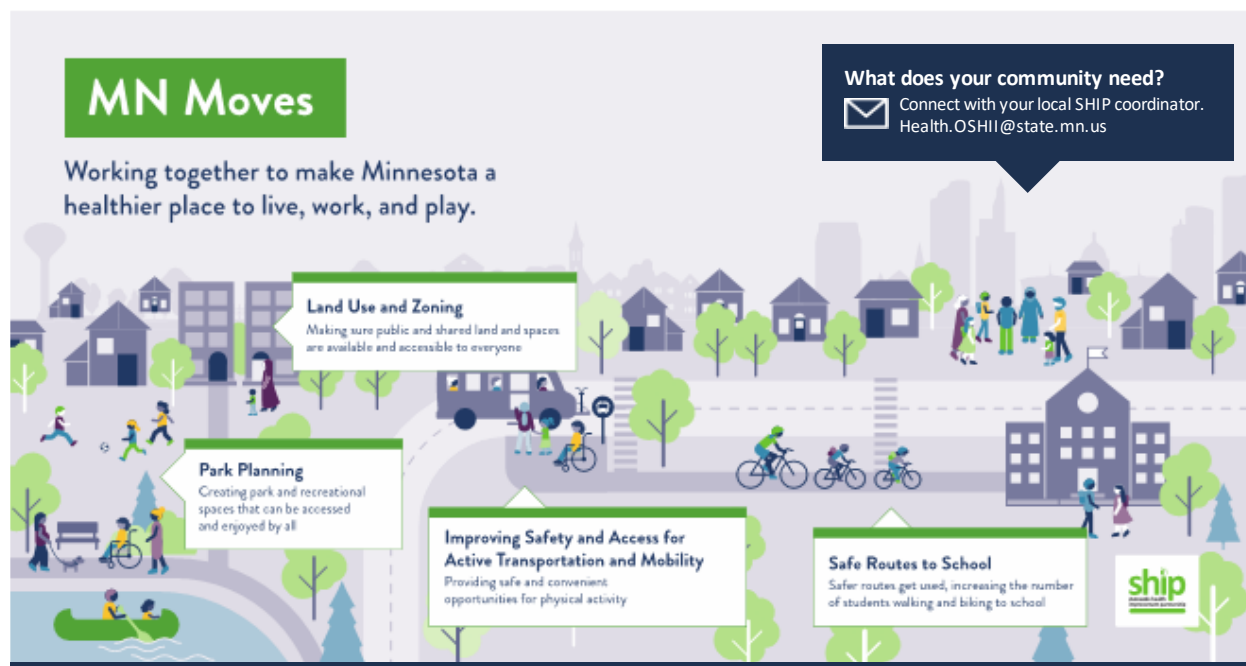 MN Moves
Working together to make Minnesota a
healthier place to live, work, and play.
What does your community need?
Connect with your local SHIP coordinator.
Health.OSHII@state.mn.us
Land Use and Zoning
Making sure public and shared land and spaces
are available and accessible to everyone
Park Planning
Creating park and recreational
spaces that can be accessed
and enjoyed by all
Improving Safety and Access for
Active Transportation and Mobility
Providing safe and convenient
opportunities for physical activity
Safe Routes to School
Safer routes get used, increasing the number
of students walking and biking to school
ship
statewide health
improvement partnership